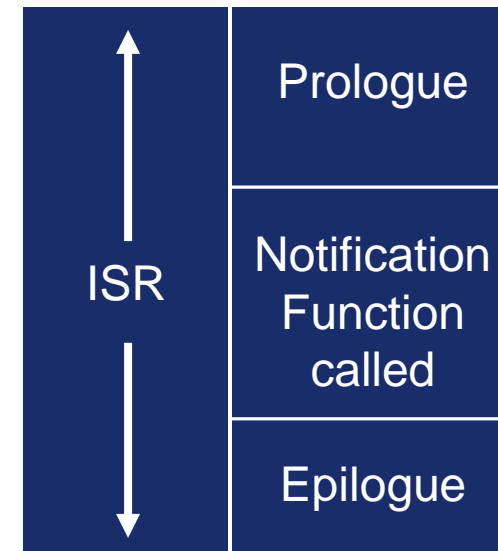 ISR
Prologue
Notification
Function
called
Epilogue